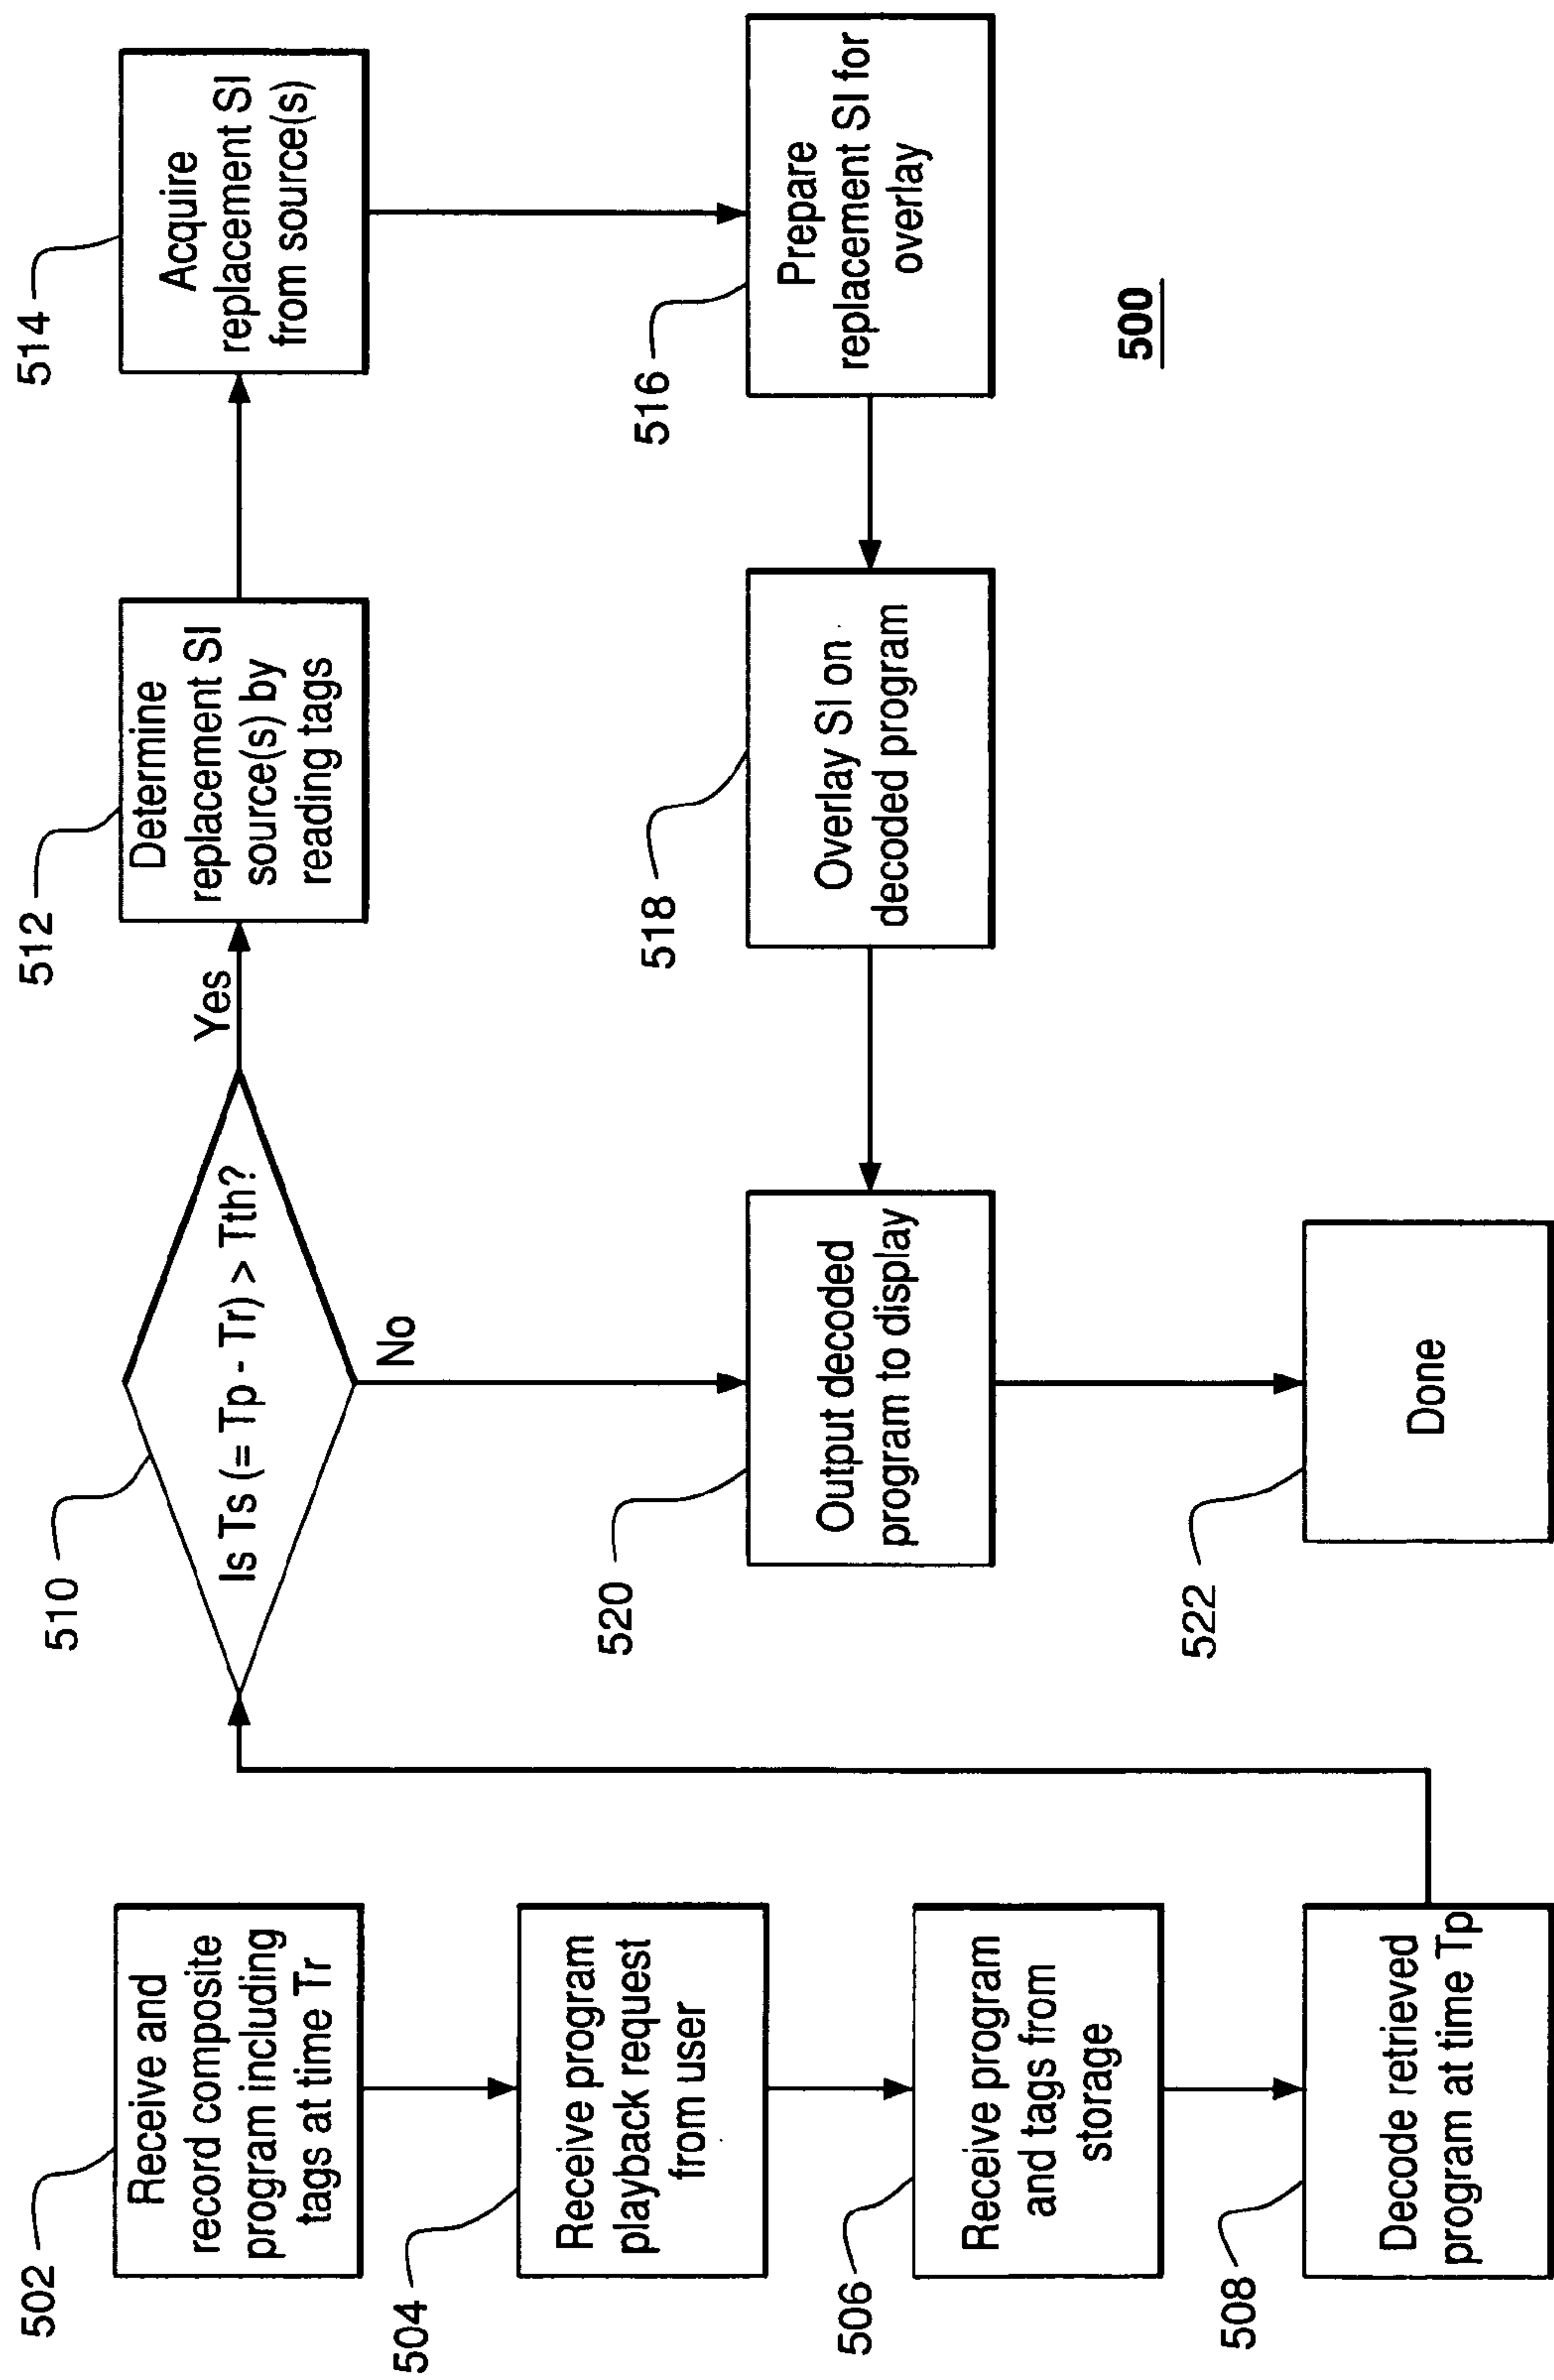 502
Receive and
record composite
program including
tags at time Tr
504
Receive program
playback request
from user
506
Receive program
and tags from
storage
508
Decode retrieved
program at time Tp
510
Is Ts (= Tp - Tr) > Tth?
Yes
No
512
Determine
replacement SI
source(s) by
reading tags
514
Acquire
replacement SI
from source(s)
516
Prepare
replacement SI for
overlay
518
Overlay SI on
decoded program
520
Output decoded
program to display
522
Done
500